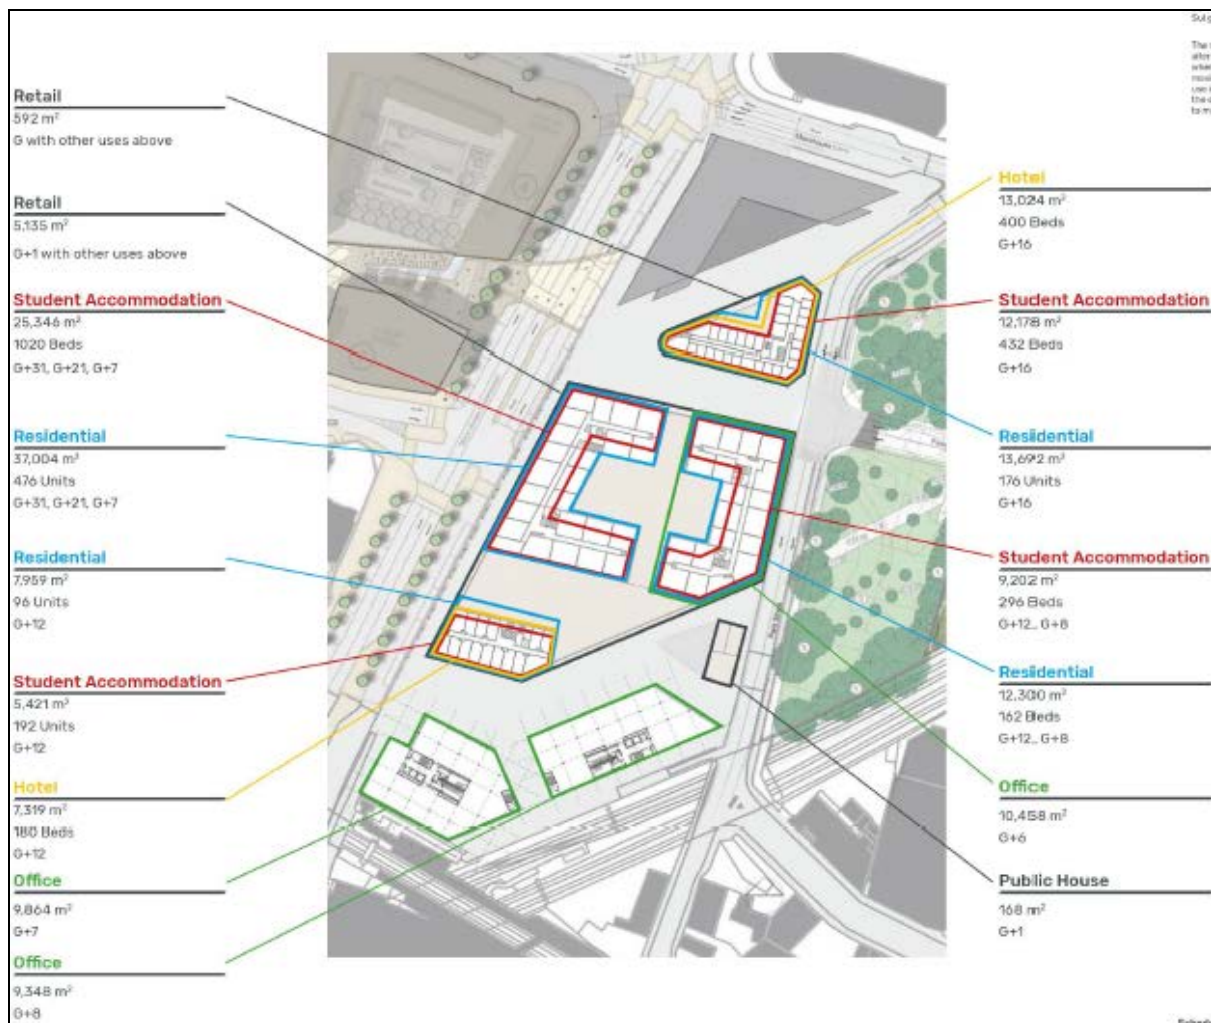 Retail
592 m²
G with other uses above
Retail
5,135 m²
G+1 with other uses above
Student Accommodation
25,346 m²
1020 Beds
G+31, G+21, G+7
Residential
37,004 m²
476 Units
G+31, G+21, G+7
Residential
7,959 m²
96 Units
G+12
Student Accommodation
5,421 m²
192 Units
G+12
Hotel
7,319 m²
180 Beds
G+12
Office
9,864 m²
G+7
Office
9,348 m²
G+8
The
Hotel
13,024 m²
400 Beds
G+16
Student Accommodation
12,178 m²
432 Beds
G+16
Residential
13,692 m²
176 Units
G+16
Student Accommodation
9,202 m²
296 Beds
G+12, G+8
Residential
12,300 m²
162 Beds
G+12, G+8
Office
10,458 m²
G+6
Public House
168 m²
G+1